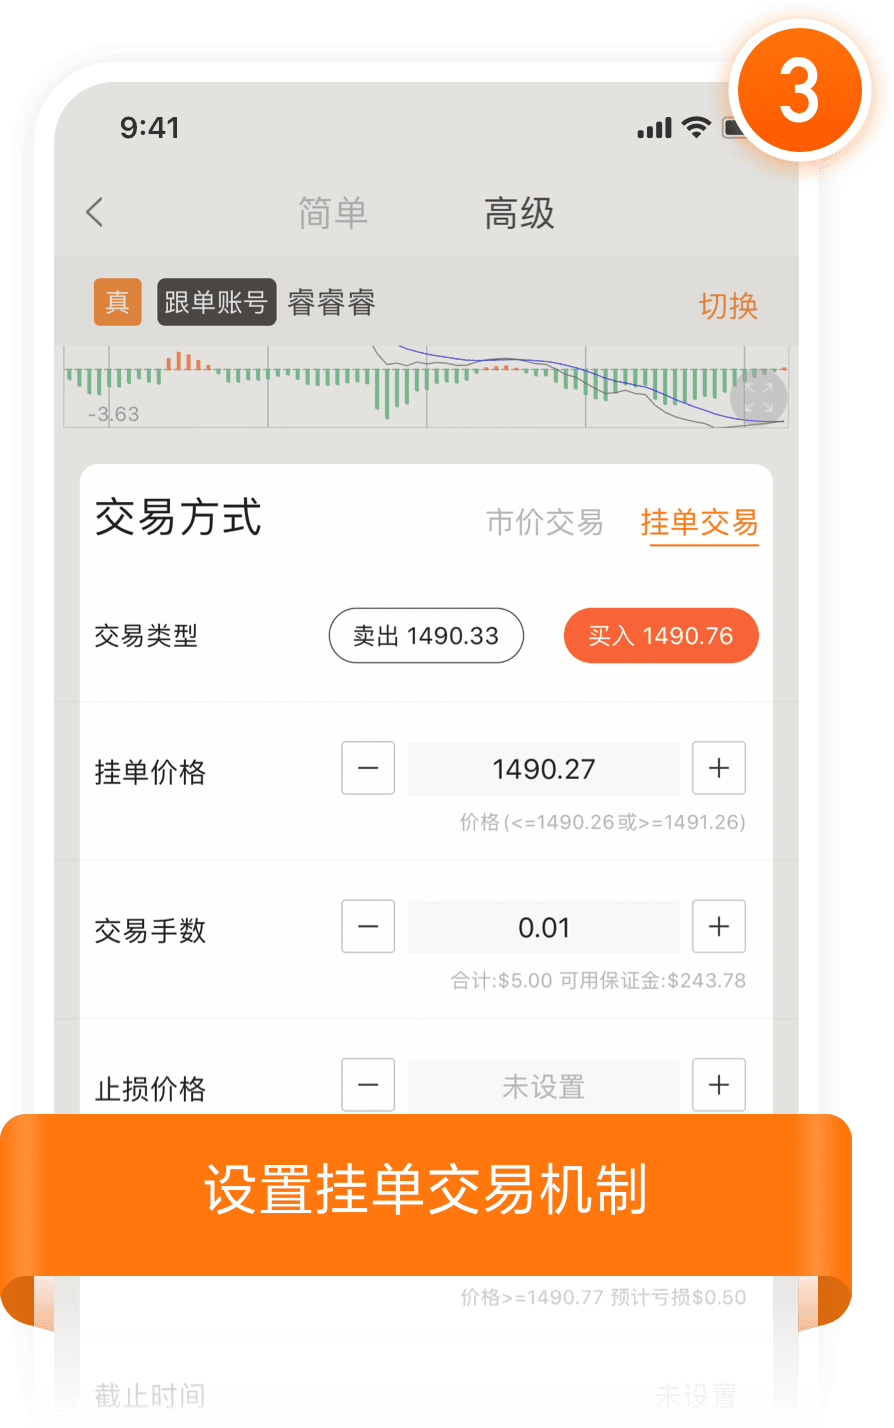 3
9:41
简单 高级
真 跟单账号 睿睿睿 切换
-3.63
交易方式 市价交易 挂单交易
交易类型 卖出 1490.33 买入 1490.76
挂单价格 − 1490.27 +
价格(<=1490.26或>=1491.26)
交易手数 − 0.01 +
合计:$5.00 可用保证金:$243.78
止损价格 − 未设置 +
设置挂单交易机制
价格>=1490.77 预计亏损$0.50
截止时间 未设置